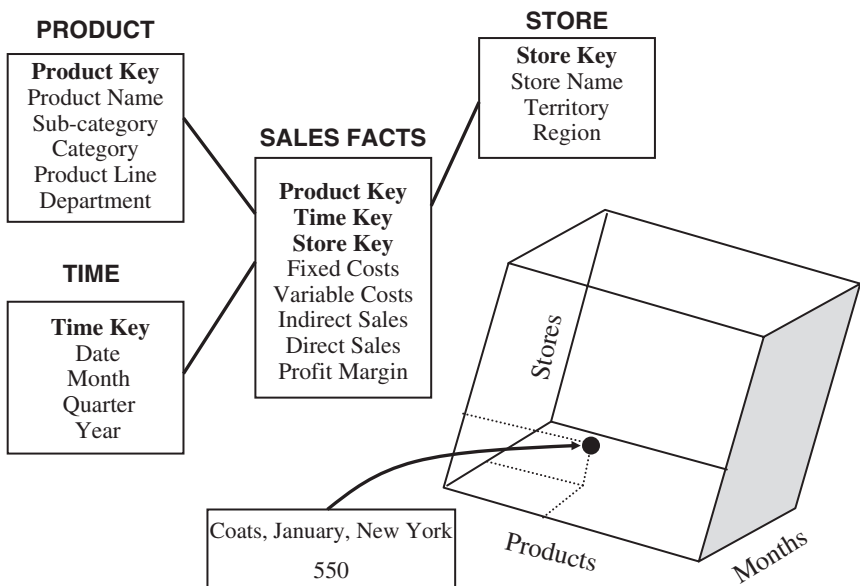 PRODUCT
Product Key
Product Name
Sub-category
Category
Product Line
Department
STORE
Store Key
Store Name
Territory
Region
SALES FACTS
Product Key
Time Key
Store Key
Fixed Costs
Variable Costs
Indirect Sales
Direct Sales
Profit Margin
TIME
Time Key
Date
Month
Quarter
Year
Stores
Products
Months
Coats, January, New York
550